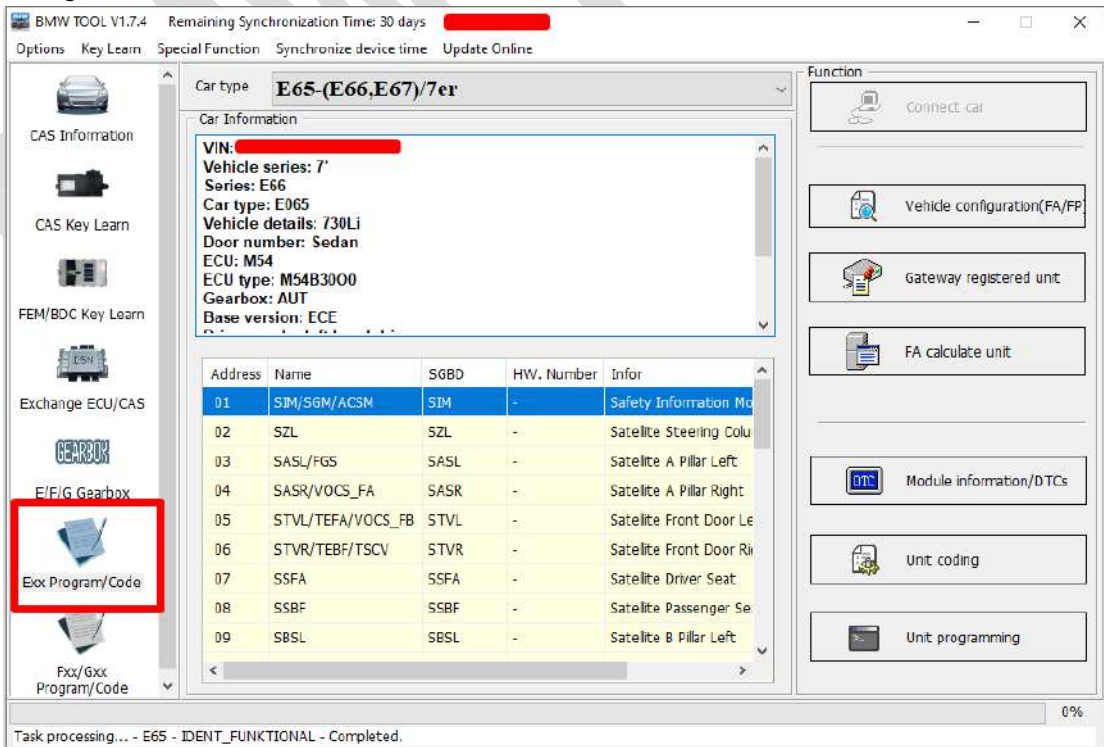 BMW TOOL V1.7.4 Remaining Synchronization Time: 30 days
Options Key Learn Special Function Synchronize device time Update Online
CAS Information
CAS Key Learn
FEM/BDC Key Learn
DSN
Exchange ECU/CAS
GEARBOX
E/F/G Gearbox
Exx Program/Code
Fxx/Gxx
Program/Code
Car type E65-(E66,E67)/7er
Car Information
VIN:
Vehicle series: 7'
Series: E66
Car type: E065
Vehicle details: 730Li
Door number: Sedan
ECU: M54
ECU type: M54B30O0
Gearbox: AUT
Base version: ECE
Address Name SGBD HW. Number Infor
01 SIM/SGM/ACSM SIM - Safety Information Mo
02 SZL SZL - Satellite Steering Colu
03 SASL/FGS SASL - Satellite A Pillar Left
04 SASR/VOCS_FA SASR - Satellite A Pillar Right
05 STVL/TEFA/VOCS_FB STVL - Satellite Front Door Le
06 STVR/TEBF/TSCV STVR - Satellite Front Door Ri
07 SSFA SSFA - Satellite Driver Seat
08 SSBF SSBF - Satellite Passenger Se
09 SBSL SBSL - Satellite B Pillar Left
Function
Connect car
Vehicle configuration(FA/FP)
Gateway registered unit
FA calculate unit
DTC Module information/DTCs
Unit coding
Unit programming
0%
Task processing... - E65 - IDENT_FUNKTIONAL - Completed.